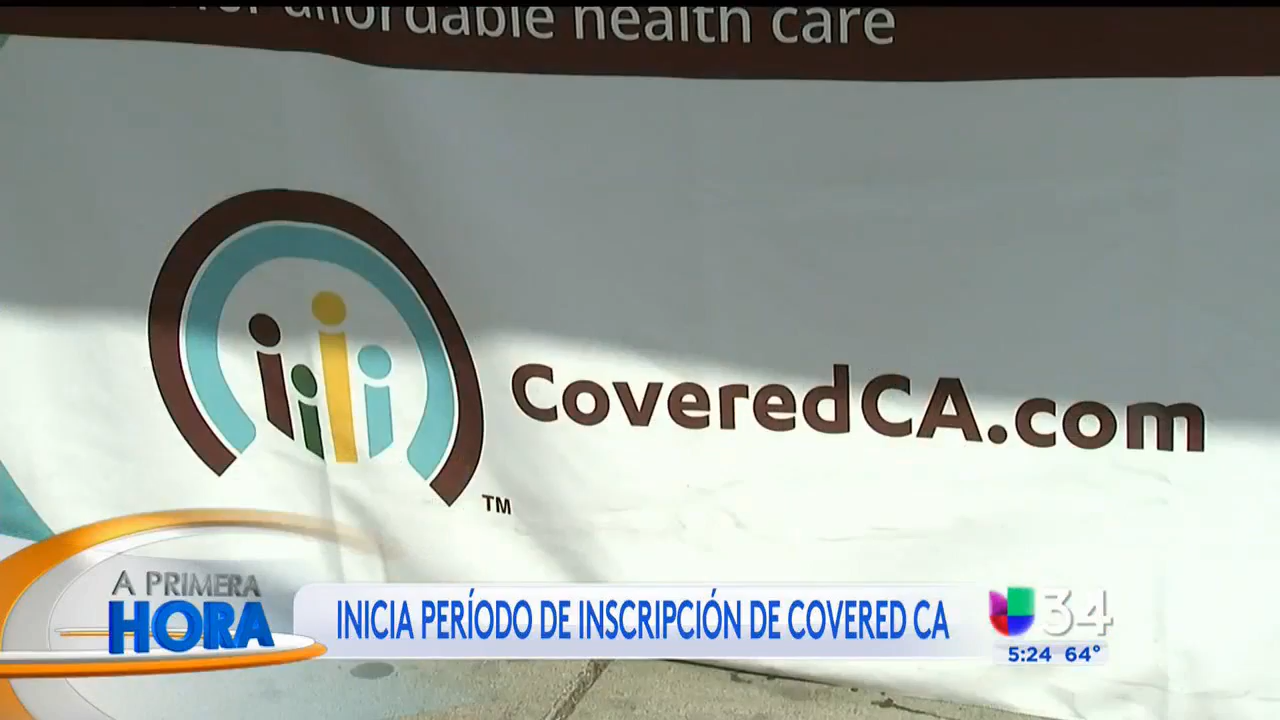 for affordable health care
CoveredCA.com
TM
A PRIMERA
HORA
INICIA PERÍODO DE INSCRIPCIÓN DE COVERED CA
34
5:24 64°